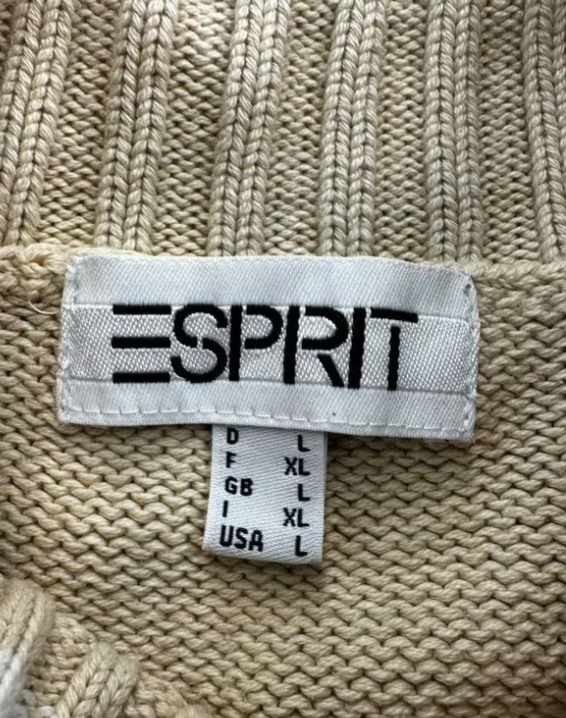 ESPRIT
D L
F XL
GB L
I XL
USA L